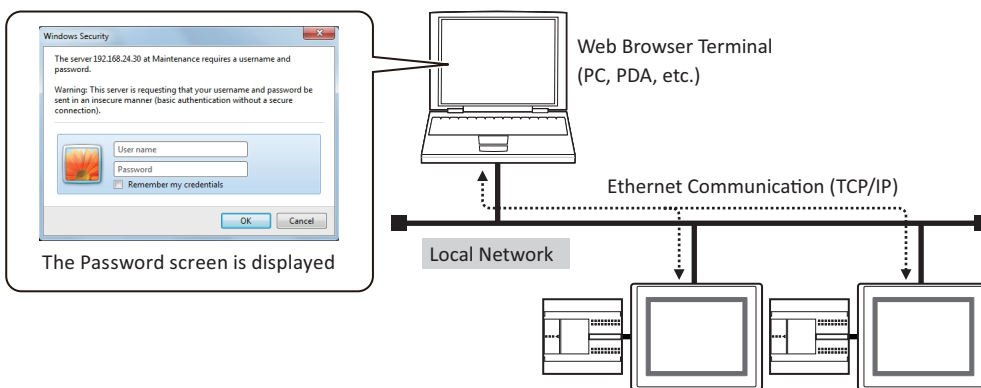 Windows Security
The server 192.168.24.30 at Maintenance requires a username and
password.
Warning: This server is requesting that your username and password be
sent in an insecure manner (basic authentication without a secure
connection).
User name
Password
Remember my credentials
OK Cancel
The Password screen is displayed
Web Browser Terminal
(PC, PDA, etc.)
Ethernet Communication (TCP/IP)
Local Network